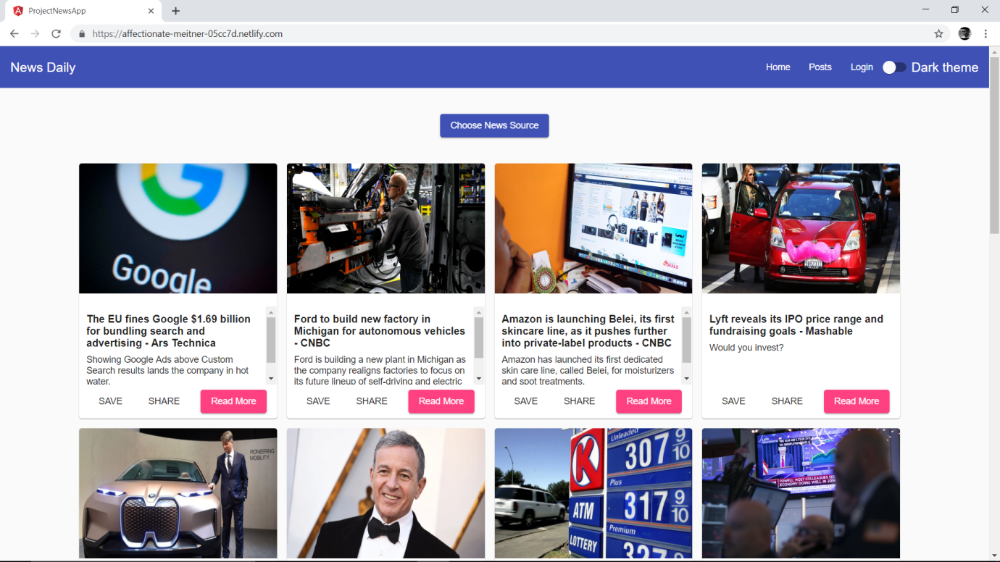 ProjectNewsApp
https://affectionate-meitner-05cc7d.netlify.com
News Daily
Home
Posts
Login
Dark theme
Choose News Source
Google
The EU fines Google $1.69 billion
for bundling search and
advertising - Ars Technica
Showing Google Ads above Custom
Search results lands the company in hot
water.
SAVE
SHARE
Read More
Ford to build new factory in
Michigan for autonomous vehicles
- CNBC
Ford is building a new plant in Michigan as
the company realigns factories to focus on
its future lineup of self-driving and electric
SAVE
SHARE
Read More
DEALS
Amazon is launching Belei, its first
skincare line, as it pushes further
into private-label products - CNBC
Amazon has launched its first dedicated
skin care line, called Belei, for moisturizers
and spot treatments.
SAVE
SHARE
Read More
Lyft reveals its IPO price range and
fundraising goals - Mashable
Would you invest?
SAVE
SHARE
Read More
PIONEERING
MOBILITY.
K
ATM
LOTTERY
Unleaded
307 9/10
Plus
317 9/10
Premium
327
POWELL: MOST COLLEAGUES SEE
ECONOMY DOING WELL IN 2019